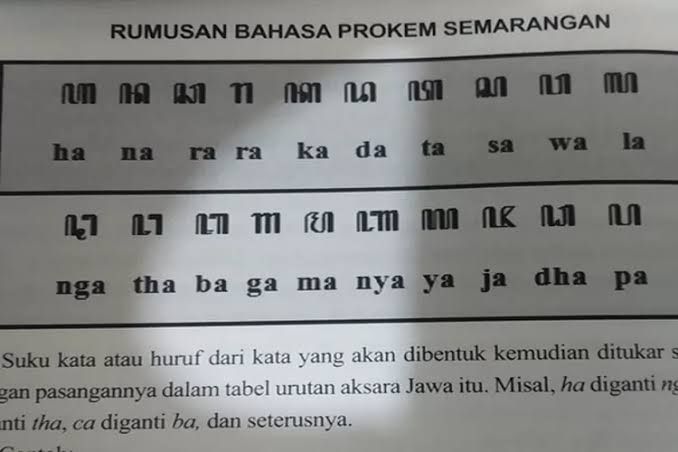 RUMUSAN BAHASA PROKEM SEMARANGAN
ꦲ ꦤ ꦕ ꦫ ꦏ ꦢ ꦠ ꦱ ꦮ ꦭ
ha na ra ra ka da ta sa wa la
ꦔ ꦛ ꦧ ꦒ ꦩ ꦚ ꦪ ꦗ ꦝ ꦥ
nga tha ba ga ma nya ya ja dha pa
Suku kata atau huruf dari kata yang akan dibentuk kemudian ditukar
pasangannya dalam tabel urutan aksara Jawa itu. Misal, ha diganti
tha, ca diganti ba, dan seterusnya.